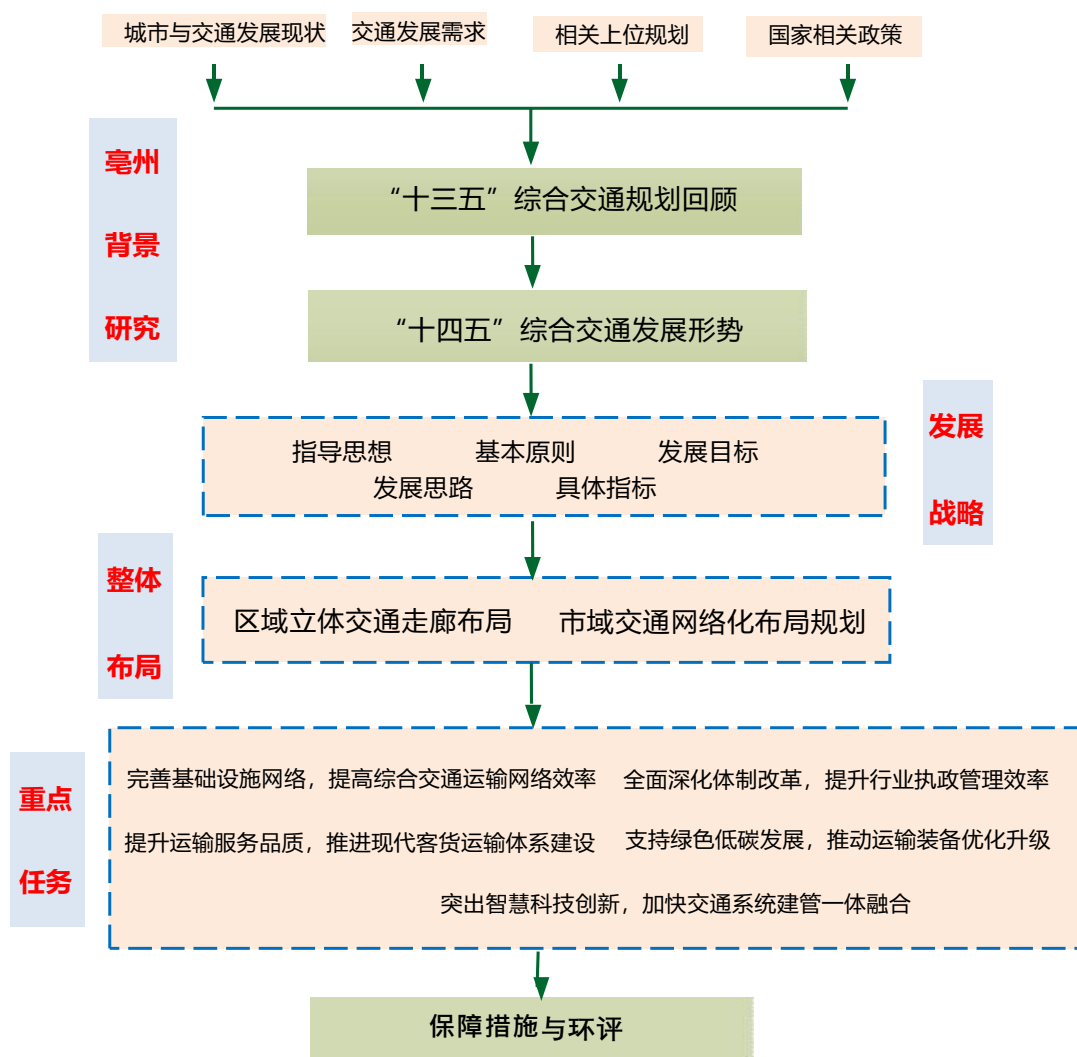 城市与交通发展现状
交通发展需求
相关上位规划
国家相关政策
亳州
背景
研究
“十三五”综合交通规划回顾
“十四五”综合交通发展形势
发展
战略
指导思想 基本原则 发展目标
发展思路 具体指标
整体
布局
区域立体交通走廊布局 市域交通网络化布局规划
重点
任务
完善基础设施网络，提高综合交通运输网络效率
全面深化体制改革，提升行业执政管理效率
提升运输服务品质，推进现代客货运输体系建设
支持绿色低碳发展，推动运输装备优化升级
突出智慧科技创新，加快交通系统建管一体融合
保障措施与环评